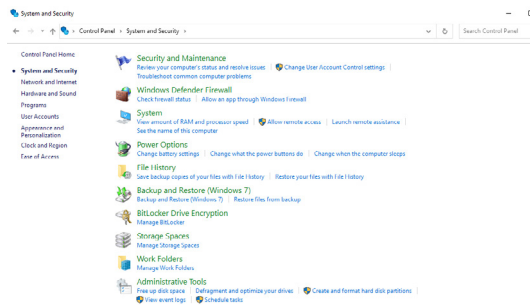 System and Security
Control Panel > System and Security >
Search Control Panel
Control Panel Home
System and Security
Network and Internet
Hardware and Sound
Programs
User Accounts
Appearance and
Personalization
Clock and Region
Ease of Access
Security and Maintenance
Review your computer's status and resolve issues | Change User Account Control settings |
Troubleshoot common computer problems
Windows Defender Firewall
Check firewall status | Allow an app through Windows Firewall
System
View amount of RAM and processor speed | Allow remote access | Launch remote assistance |
See the name of this computer
Power Options
Change battery settings | Change what the power buttons do | Change when the computer sleeps
File History
Save backup copies of your files with File History | Restore your files with File History
Backup and Restore (Windows 7)
Backup and Restore (Windows 7) | Restore files from backup
BitLocker Drive Encryption
Manage BitLocker
Storage Spaces
Manage Storage Spaces
Work Folders
Manage Work Folders
Administrative Tools
Free up disk space | Defragment and optimize your drives | Create and format hard disk partitions |
View event logs | Schedule tasks